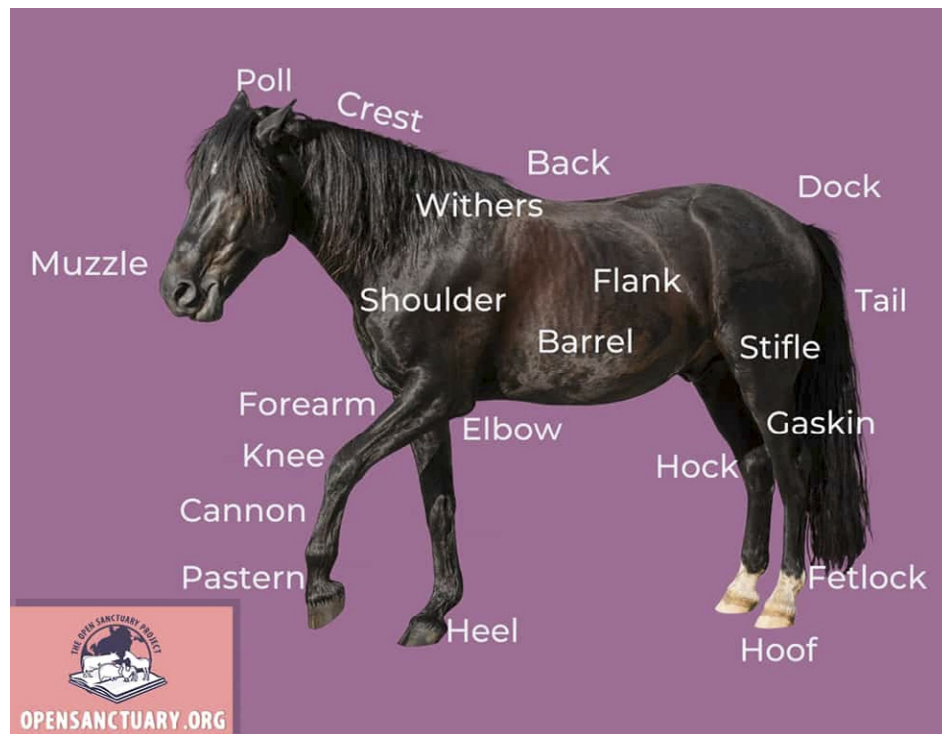 Poll
Crest
Back
Dock
Withers
Muzzle
Flank
Shoulder
Tail
Barrel
Stifle
Forearm
Gaskin
Elbow
Knee
Hock
Cannon
Pastern
Fetlock
Heel
Hoof
THE OPEN SANCTUARY PROJECT
OPENSANCTUARY.ORG